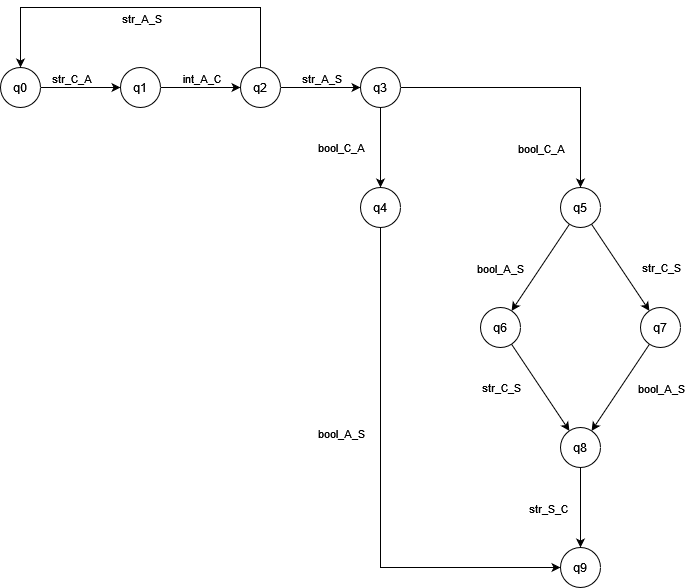 str_A_S
q0
str_C_A
q1
int_A_C
q2
str_A_S
q3
bool_C_A
bool_C_A
q4
q5
bool_A_S
str_C_S
q6
q7
str_C_S
bool_A_S
bool_A_S
q8
str_S_C
q9